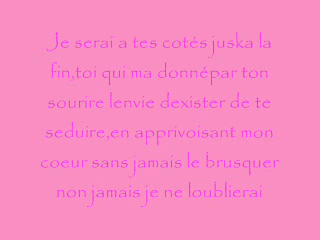 Je serai a tes cotés juska la
fin,toi qui ma donnépar ton
sourire lenvie dexister de te
seduire,en apprivoisant mon
coeur sans jamais le brusquer
non jamais je ne loublierai